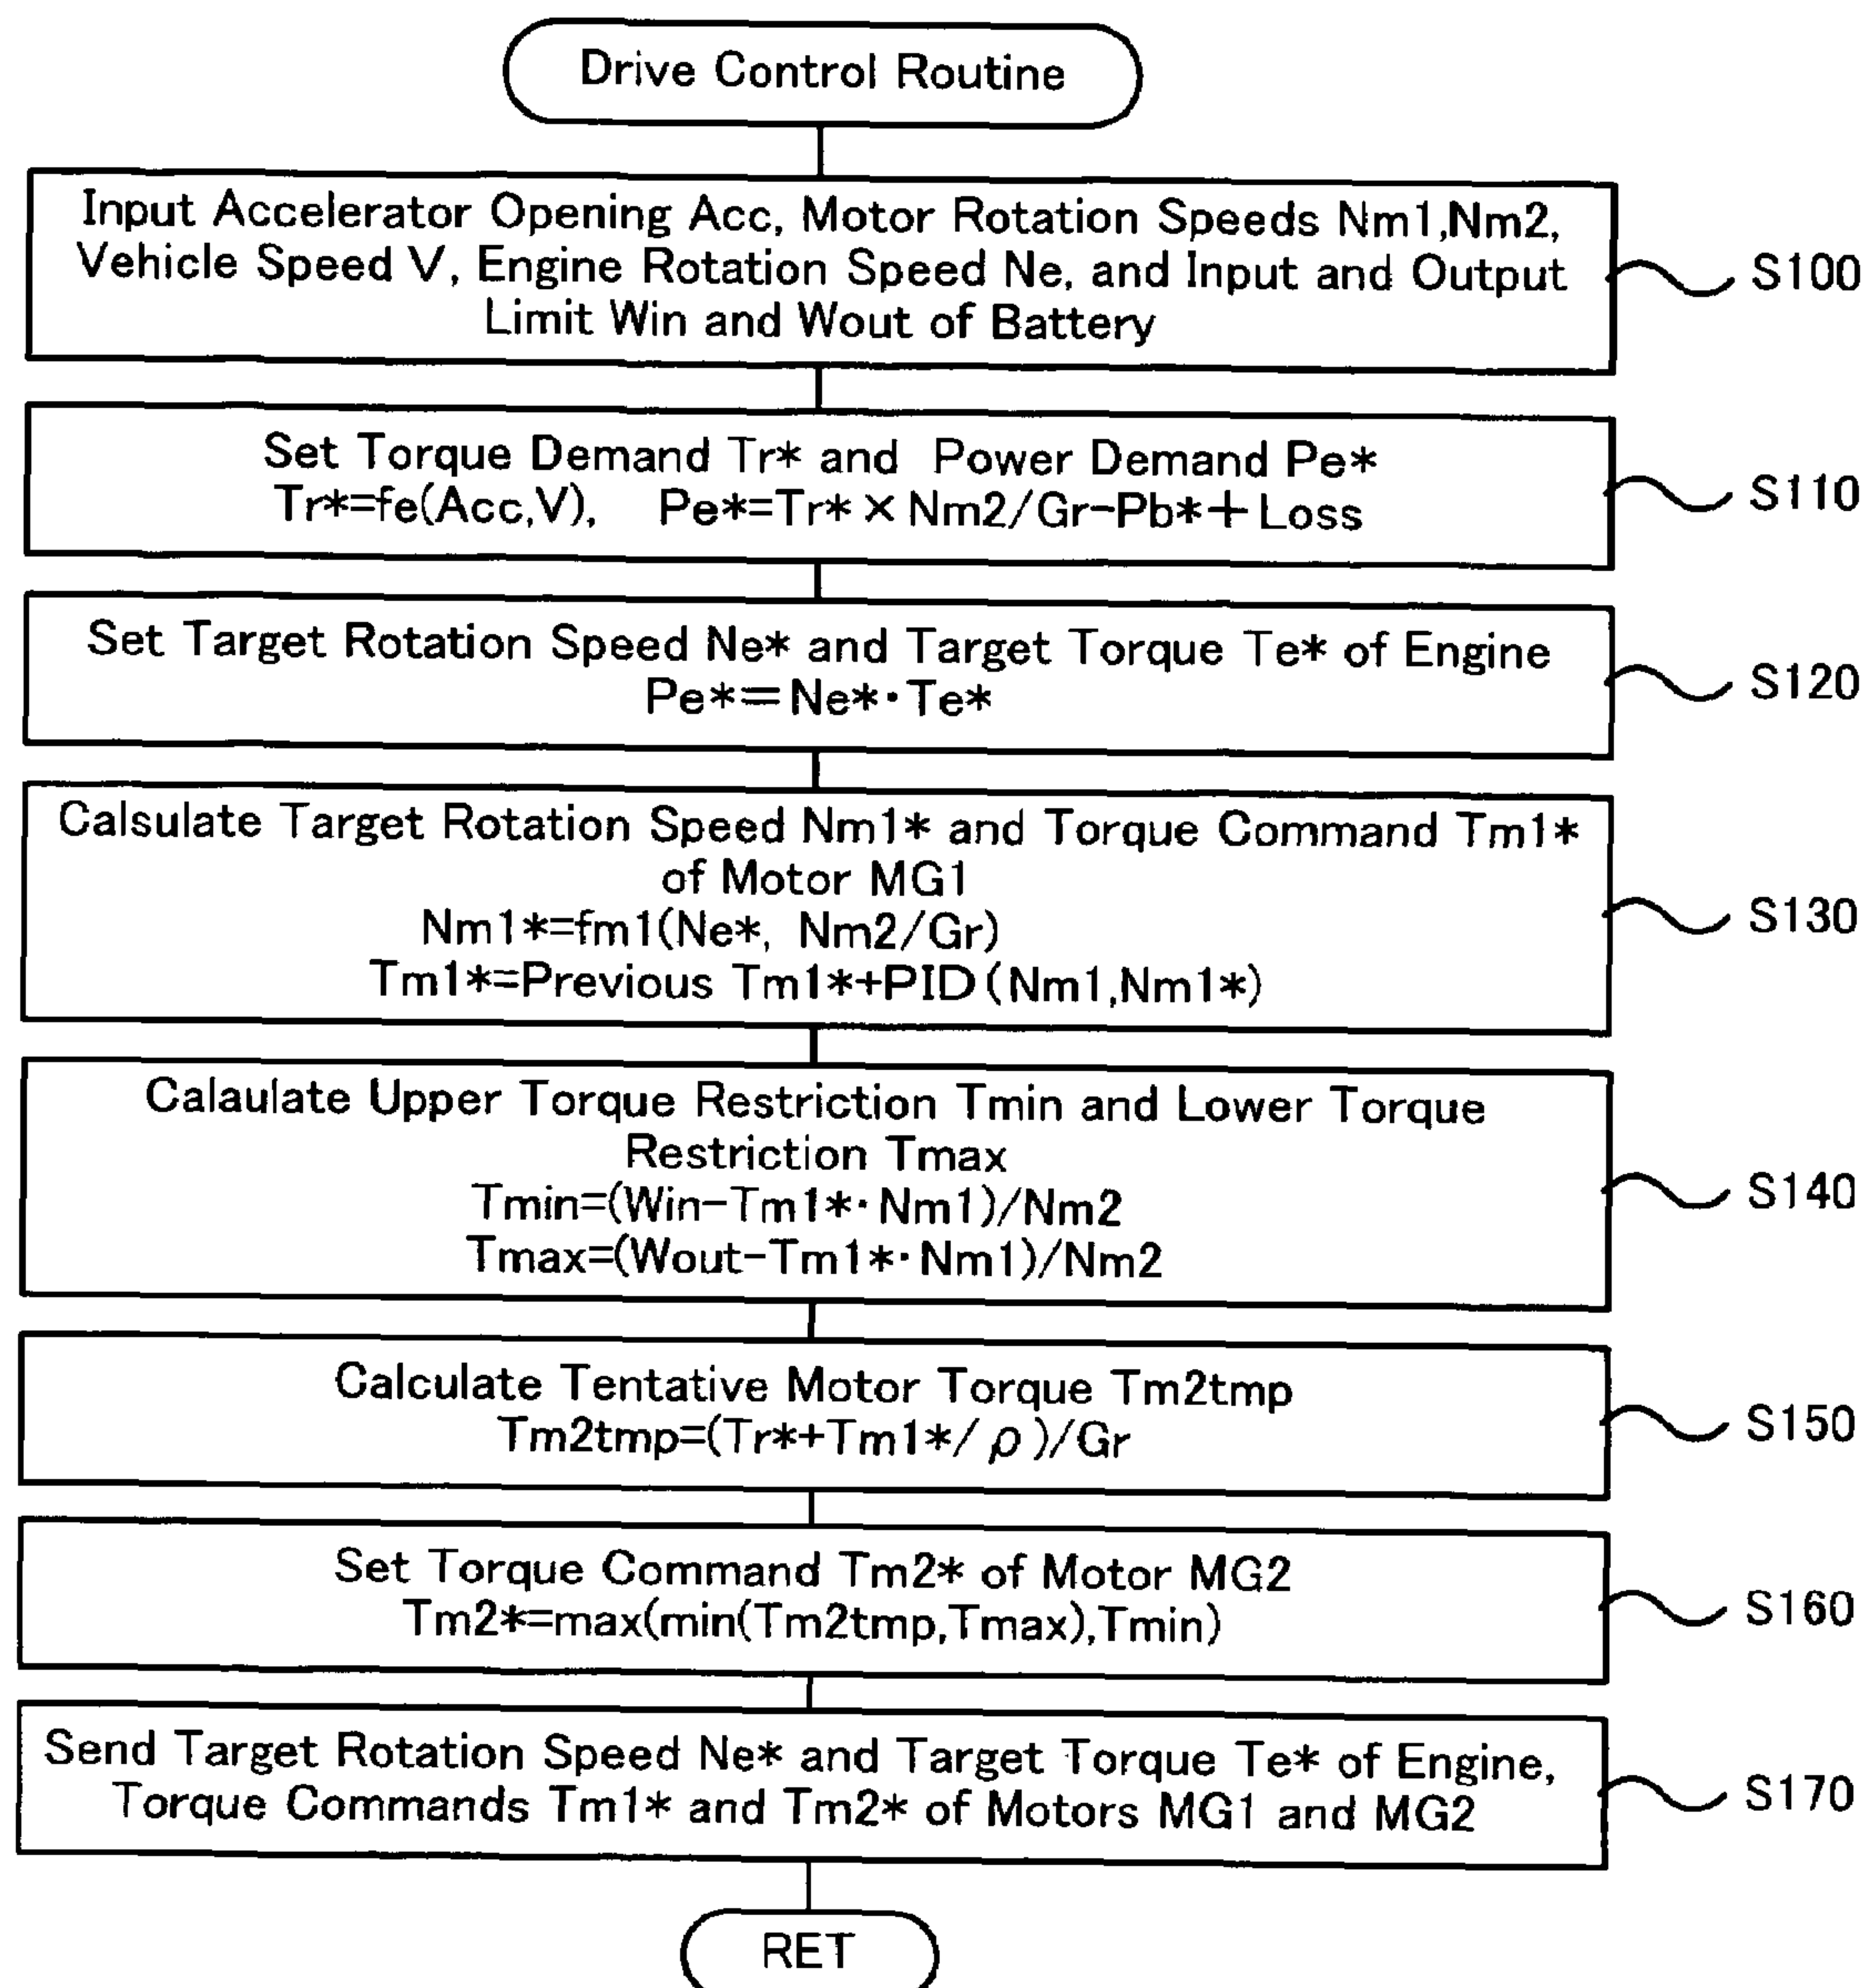 Drive Control Routine
Input Accelerator Opening Acc, Motor Rotation Speeds Nm1,Nm2,
Vehicle Speed V, Engine Rotation Speed Ne, and Input and Output
Limit Win and Wout of Battery
S100
Set Torque Demand Tr* and Power Demand Pe*
Tr*=fe(Acc,V), Pe*=Tr*×Nm2/Gr-Pb*+Loss
S110
Set Target Rotation Speed Ne* and Target Torque Te* of Engine
Pe*=Ne*·Te*
S120
Calsulate Target Rotation Speed Nm1* and Torque Command Tm1*
of Motor MG1
Nm1*=fm1(Ne*, Nm2/Gr)
Tm1*=Previous Tm1*+PID(Nm1,Nm1*)
S130
Calaulate Upper Torque Restriction Tmin and Lower Torque
Restriction Tmax
Tmin=(Win-Tm1*·Nm1)/Nm2
Tmax=(Wout-Tm1*·Nm1)/Nm2
S140
Calculate Tentative Motor Torque Tm2tmp
Tm2tmp=(Tr*+Tm1*/ρ)/Gr
S150
Set Torque Command Tm2* of Motor MG2
Tm2*=max(min(Tm2tmp,Tmax),Tmin)
S160
Send Target Rotation Speed Ne* and Target Torque Te* of Engine,
Torque Commands Tm1* and Tm2* of Motors MG1 and MG2
S170
RET